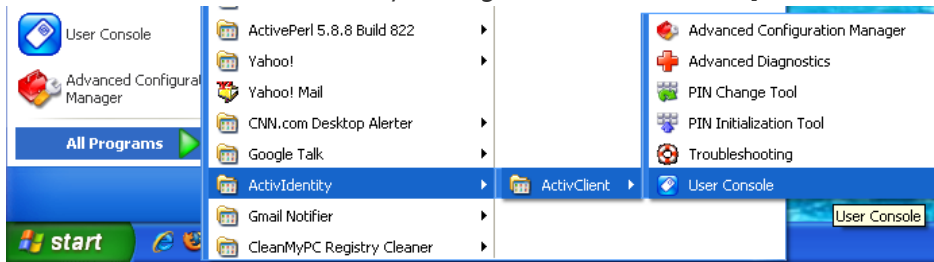 User Console
Advanced Configurat
Manager
All Programs
start
ActivePerl 5.8.8 Build 822
Yahoo!
Yahoo! Mail
CNN.com Desktop Alerter
Google Talk
ActivIdentity
Gmail Notifier
CleanMyPC Registry Cleaner
ActivClient
Advanced Configuration Manager
Advanced Diagnostics
PIN Change Tool
PIN Initialization Tool
Troubleshooting
User Console
User Console